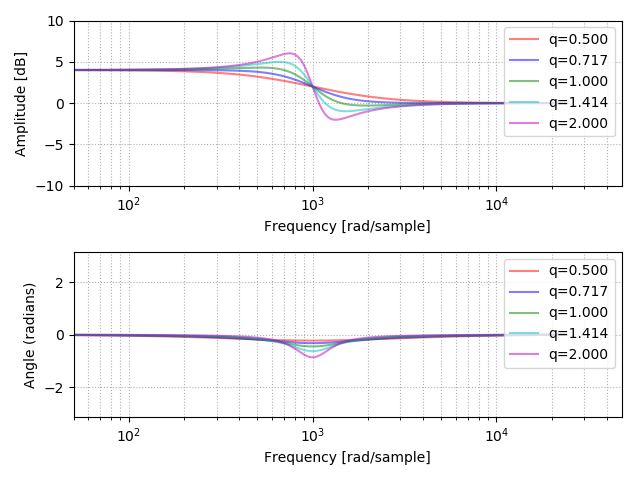 10
5
0
−5
−10
Amplitude [dB]
q=0.500
q=0.717
q=1.000
q=1.414
q=2.000
10²
10³
10⁴
Frequency [rad/sample]
2
0
−2
Angle (radians)
q=0.500
q=0.717
q=1.000
q=1.414
q=2.000
10²
10³
10⁴
Frequency [rad/sample]